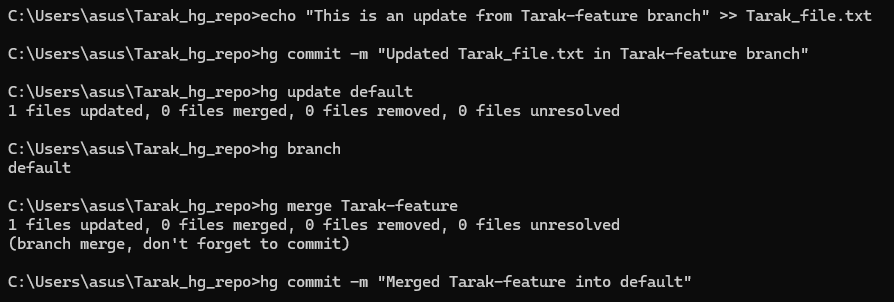 C:\Users\asus\Tarak_hg_repo>echo "This is an update from Tarak-feature branch" >> Tarak_file.txt
C:\Users\asus\Tarak_hg_repo>hg commit -m "Updated Tarak_file.txt in Tarak-feature branch"
C:\Users\asus\Tarak_hg_repo>hg update default
1 files updated, 0 files merged, 0 files removed, 0 files unresolved
C:\Users\asus\Tarak_hg_repo>hg branch
default
C:\Users\asus\Tarak_hg_repo>hg merge Tarak-feature
1 files updated, 0 files merged, 0 files removed, 0 files unresolved
(branch merge, don't forget to commit)
C:\Users\asus\Tarak_hg_repo>hg commit -m "Merged Tarak-feature into default"